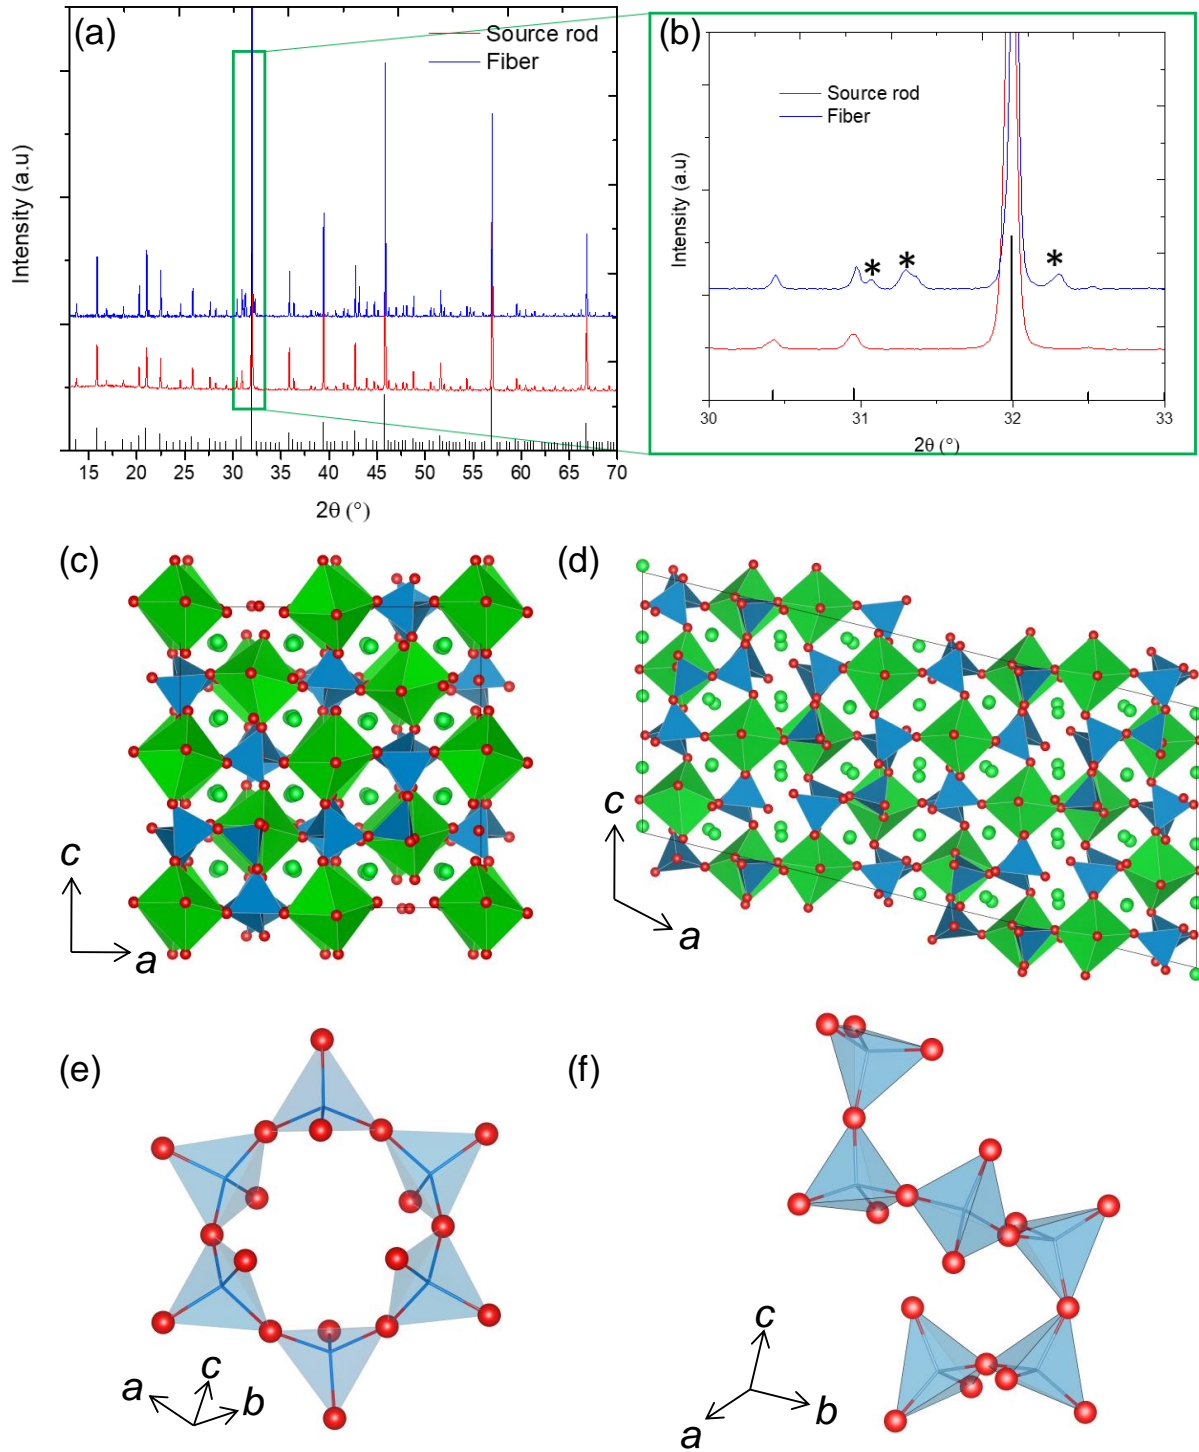 (a)
Source rod
Fiber
Intensity (a.u)
15 20 25 30 35 40 45 50 55 60 65 70
2θ (°)
(b)
Source rod
Fiber
Intensity (a.u)
* * *
30 31 32 33
2θ (°)
(c)
c
a
(d)
c
a
(e)
a
c
b
(f)
c
a
b